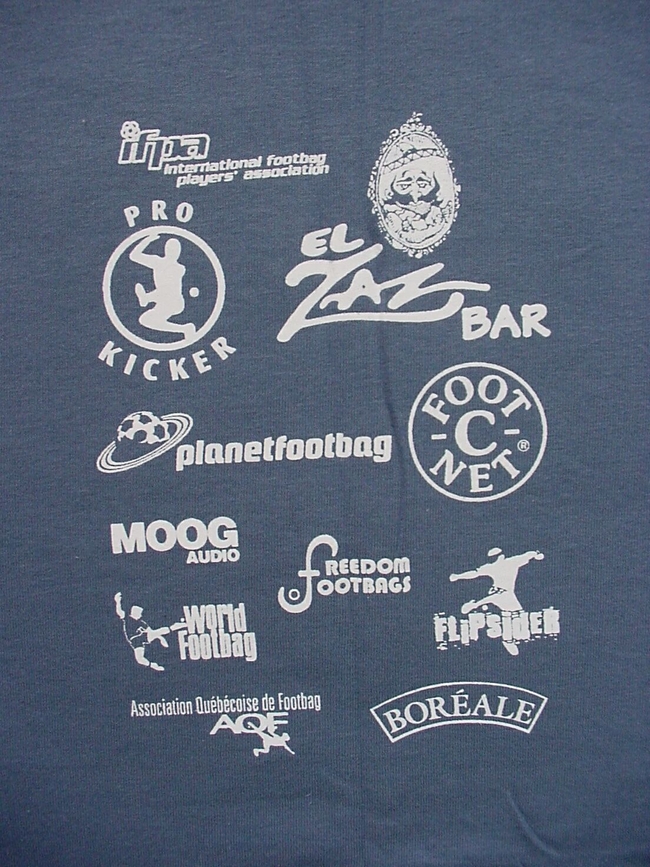 ifpa
international footbag
players' association
PRO
KICKER
EL
ZAZ
BAR
FOOT
- C -
NET®
planetfootbag
MOOG
AUDIO
FREEDOM
FOOTBAGS
World
Footbag
FLIPSIDER
Association Québécoise de Footbag
AQF
BORÉALE